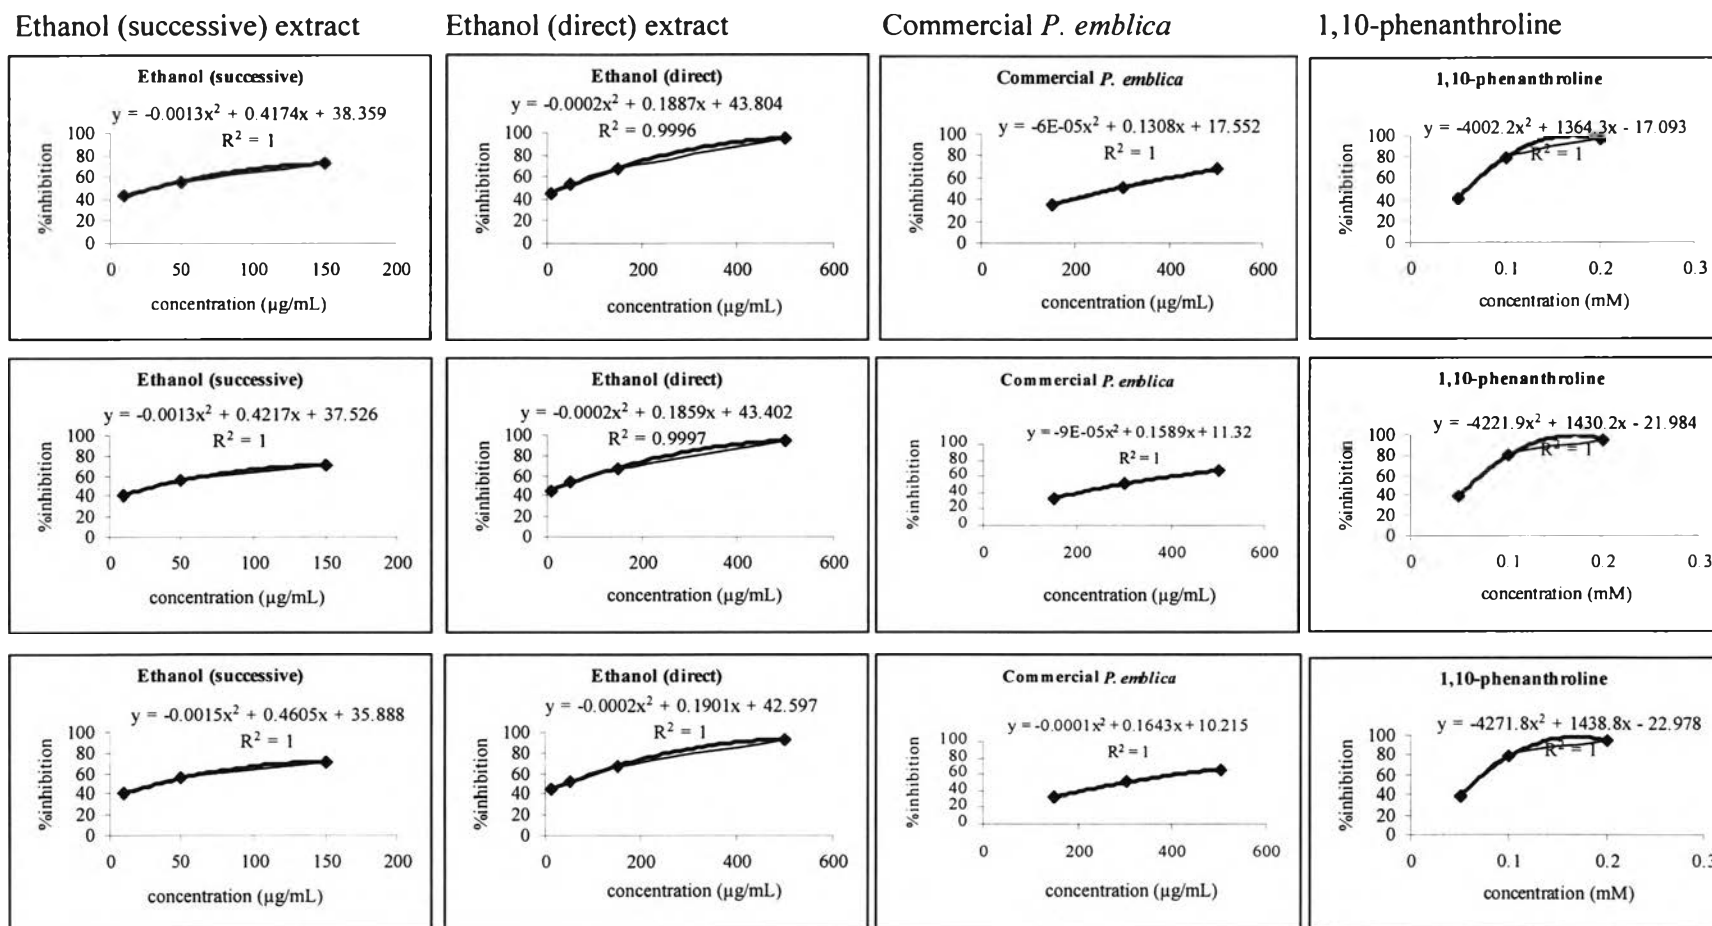 Ethanol (successive) extract
Ethanol (direct) extract
Commercial P. emblica
1,10-phenanthroline
Ethanol (successive)
y = -0.0013x² + 0.4174x + 38.359
R² = 1
100
80
60
40
20
0
%inhibition
0 50 100 150 200
concentration (µg/mL)
Ethanol (direct)
y = -0.0002x² + 0.1887x + 43.804
R² = 0.9996
100
80
60
40
20
0
%inhibition
0 200 400 600
concentration (µg/mL)
Commercial P. emblica
y = -6E-05x² + 0.1308x + 17.552
R² = 1
100
80
60
40
20
0
%inhibition
0 200 400 600
concentration (µg/mL)
1,10-phenanthroline
y = -4002.2x² + 1364.3x - 17.093
R² = 1
100
80
60
40
20
0
%inhibition
0 0.1 0.2 0.3
concentration (mM)
Ethanol (successive)
y = -0.0013x² + 0.4217x + 37.526
R² = 1
100
80
60
40
20
0
%inhibition
0 50 100 150 200
concentration (µg/mL)
Ethanol (direct)
y = -0.0002x² + 0.1859x + 43.402
R² = 0.9997
100
80
60
40
20
0
%inhibition
0 200 400 600
concentration (µg/mL)
Commercial P. emblica
y = -9E-05x² + 0.1589x + 11.32
R² = 1
100
80
60
40
20
0
%inhibition
0 200 400 600
concentration (µg/mL)
1,10-phenanthroline
y = -4221.9x² + 1430.2x - 21.984
R² = 1
100
80
60
40
20
0
%inhibition
0 0.1 0.2 0.3
concentration (mM)
Ethanol (successive)
y = -0.0015x² + 0.4605x + 35.888
R² = 1
100
80
60
40
20
0
%inhibition
0 50 100 150 200
concentration (µg/mL)
Ethanol (direct)
y = -0.0002x² + 0.1901x + 42.597
R² = 1
100
80
60
40
20
0
%inhibition
0 200 400 600
concentration (µg/mL)
Commercial P. emblica
y = -0.0001x² + 0.1643x + 10.215
R² = 1
100
80
60
40
20
0
%inhibition
0 200 400 600
concentration (µg/mL)
1,10-phenanthroline
y = -4271.8x² + 1438.8x - 22.978
R² = 1
100
80
60
40
20
0
%inhibition
0 0.1 0.2 0.3
concentration (mM)